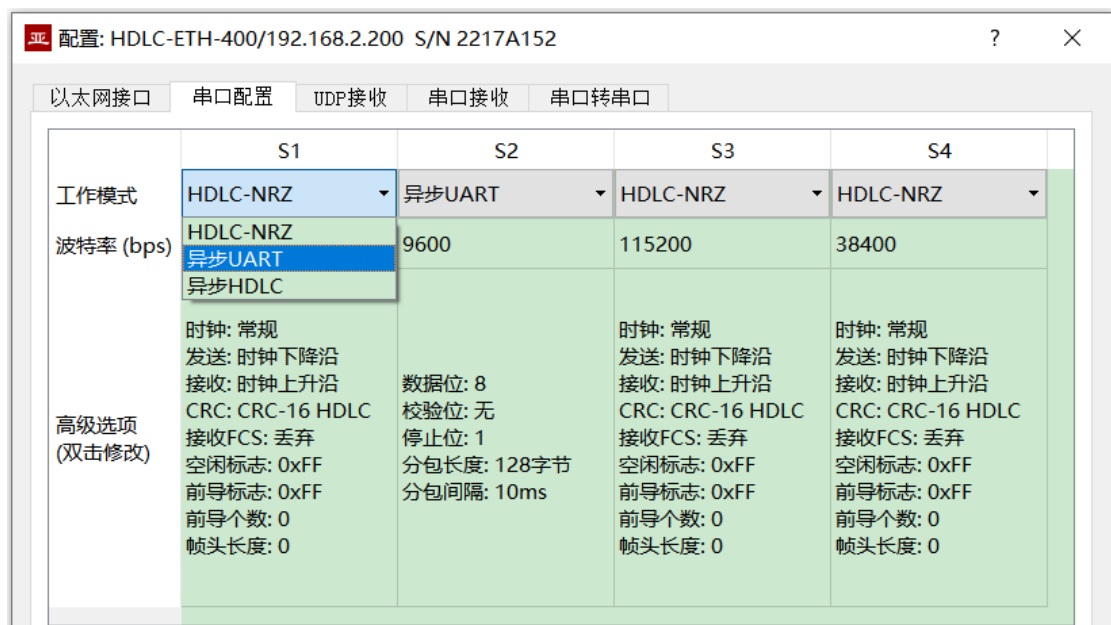 亚 配置: HDLC-ETH-400/192.168.2.200 S/N 2217A152 ?
以太网接口 串口配置 UDP接收 串口接收 串口转串口
S1 S2 S3 S4
工作模式 HDLC-NRZ 异步UART HDLC-NRZ HDLC-NRZ
波特率 (bps) 9600 115200 38400
HDLC-NRZ
异步UART
异步HDLC
高级选项
(双击修改)
时钟: 常规
发送: 时钟下降沿
接收: 时钟上升沿
CRC: CRC-16 HDLC
接收FCS: 丢弃
空闲标志: 0xFF
前导标志: 0xFF
前导个数: 0
帧头长度: 0
数据位: 8
校验位: 无
停止位: 1
分包长度: 128字节
分包间隔: 10ms
时钟: 常规
发送: 时钟下降沿
接收: 时钟上升沿
CRC: CRC-16 HDLC
接收FCS: 丢弃
空闲标志: 0xFF
前导标志: 0xFF
前导个数: 0
帧头长度: 0
时钟: 常规
发送: 时钟下降沿
接收: 时钟上升沿
CRC: CRC-16 HDLC
接收FCS: 丢弃
空闲标志: 0xFF
前导标志: 0xFF
前导个数: 0
帧头长度: 0